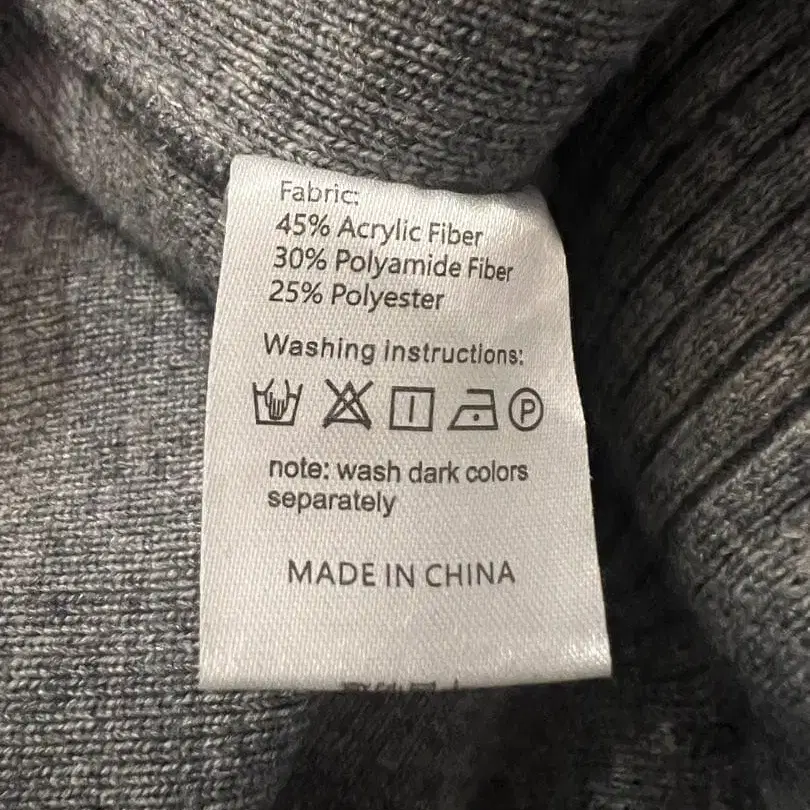 Fabric:
45% Acrylic Fiber
30% Polyamide Fiber
25% Polyester
Washing instructions:
P
note: wash dark colors
separately
MADE IN CHINA